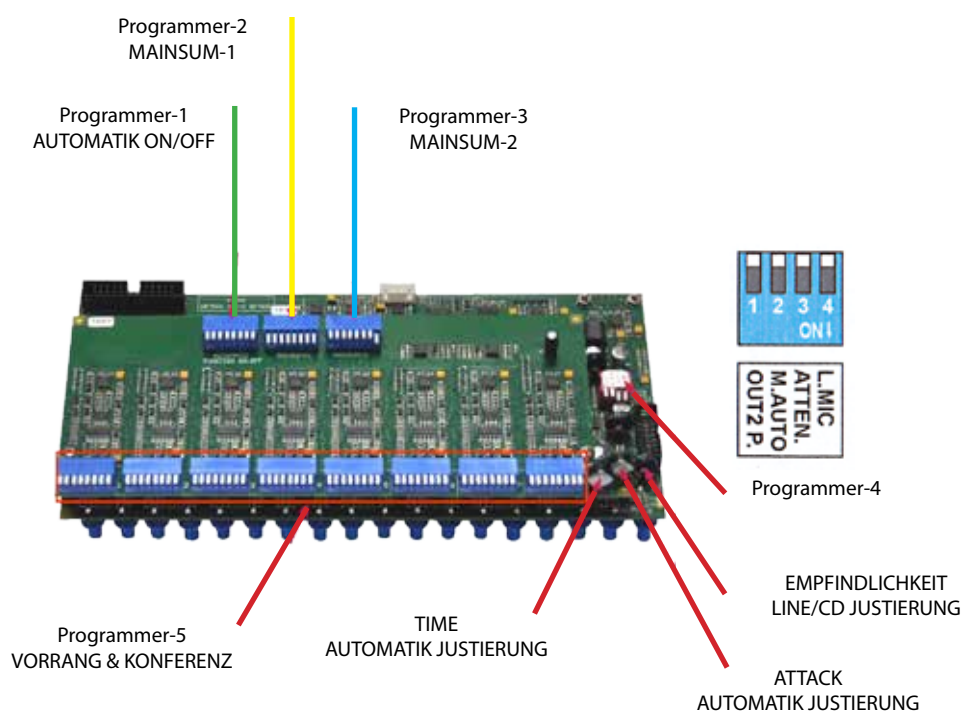 Programmer-2
MAINSUM-1
Programmer-1
AUTOMATIK ON/OFF
Programmer-3
MAINSUM-2
1 2 3 4
ON
L.MIC
ATTEN.
M.AUTO
OUT2 P.
Programmer-4
EMPFINDLICHKEIT
LINE/CD JUSTIERUNG
TIME
AUTOMATIK JUSTIERUNG
Programmer-5
VORRANG & KONFERENZ
ATTACK
AUTOMATIK JUSTIERUNG